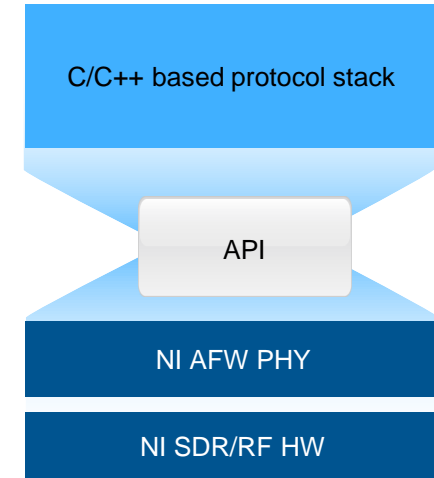 C/C++ based protocol stack
API
NI AFW PHY
NI SDR/RF HW